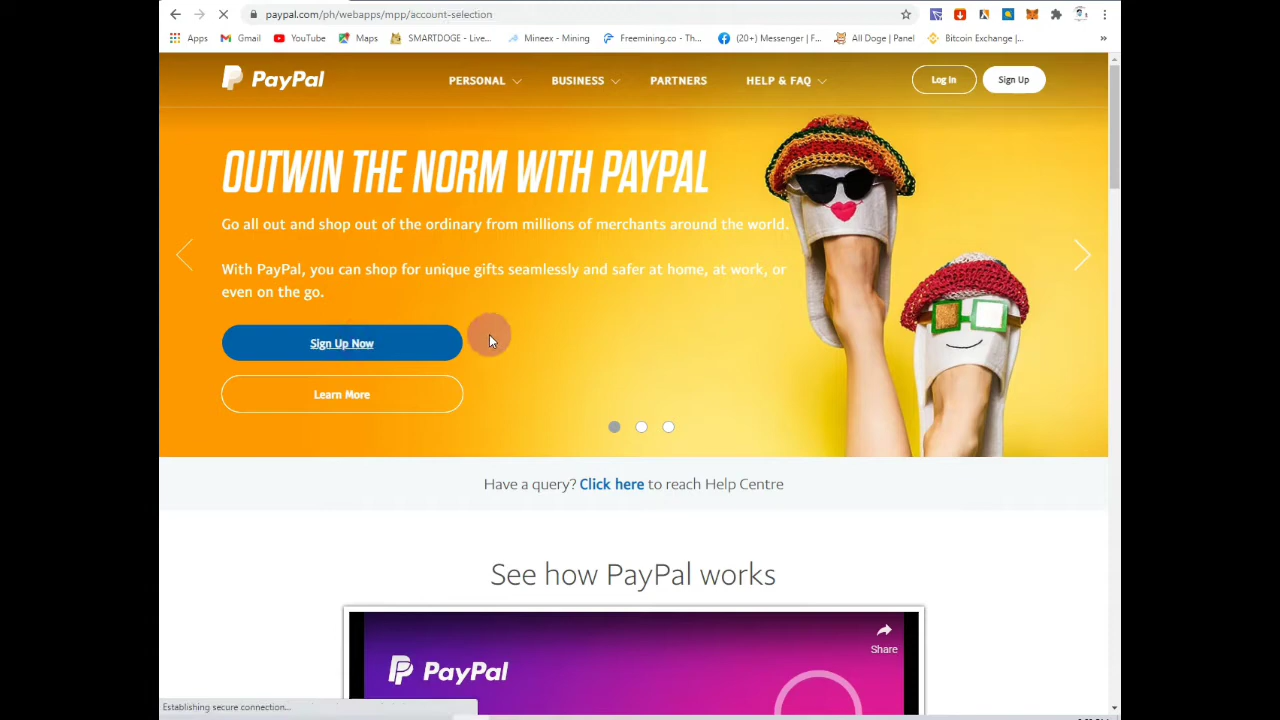 paypal.com/ph/webapps/mpp/account-selection
Apps Gmail YouTube Maps SMARTDOGE - Live... Mineex - Mining Freemining.co - Th... (20+) Messenger | F... All Doge | Panel Bitcoin Exchange |... »
PayPal PERSONAL BUSINESS PARTNERS HELP & FAQ Log In Sign Up
OUTWIN THE NORM WITH PAYPAL
Go all out and shop out of the ordinary from millions of merchants around the world.
With PayPal, you can shop for unique gifts seamlessly and safer at home, at work, or
even on the go.
Sign Up Now
Learn More
Have a query? Click here to reach Help Centre
See how PayPal works
Share
PayPal
Establishing secure connection...